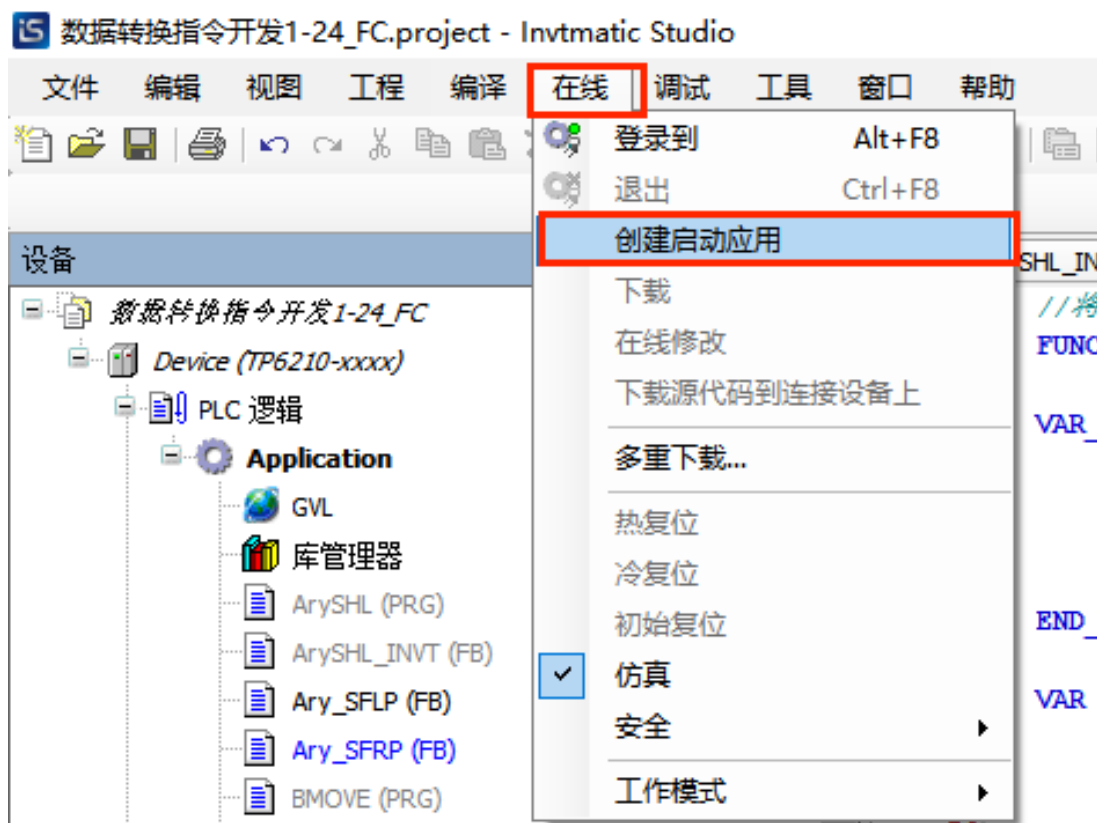 iS 数据转换指令开发1-24_FC.project - Invtmatic Studio
文件 编辑 视图 工程 编译 在线 调试 工具 窗口 帮助
登录到 Alt+F8
退出 Ctrl+F8
创建启动应用
下载
在线修改
下载源代码到连接设备上
多重下载...
热复位
冷复位
初始复位
仿真
安全
工作模式
设备
数据转换指令开发1-24_FC
Device (TP6210-xxxx)
PLC 逻辑
Application
GVL
库管理器
ArySHL (PRG)
ArySHL_INVT (FB)
Ary_SFLP (FB)
Ary_SFRP (FB)
BMOVE (PRG)
SHL_IN
//将
FUNC
VAR_
END_
VAR